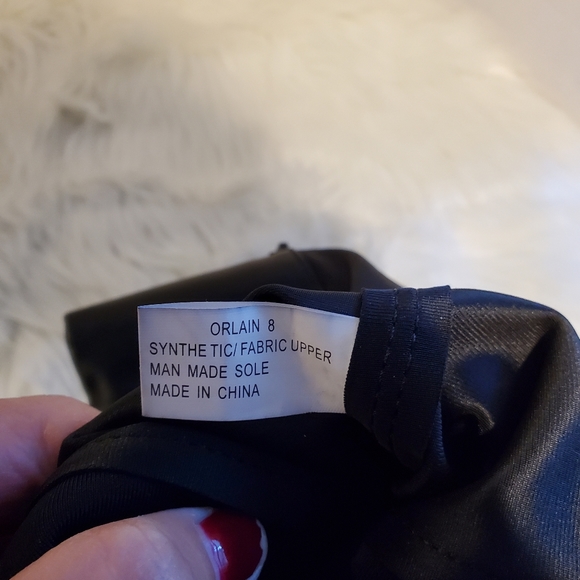 ORLAIN 8
SYNTHE TIC/FABRIC UPPER
MAN MADE SOLE
MADE IN CHINA